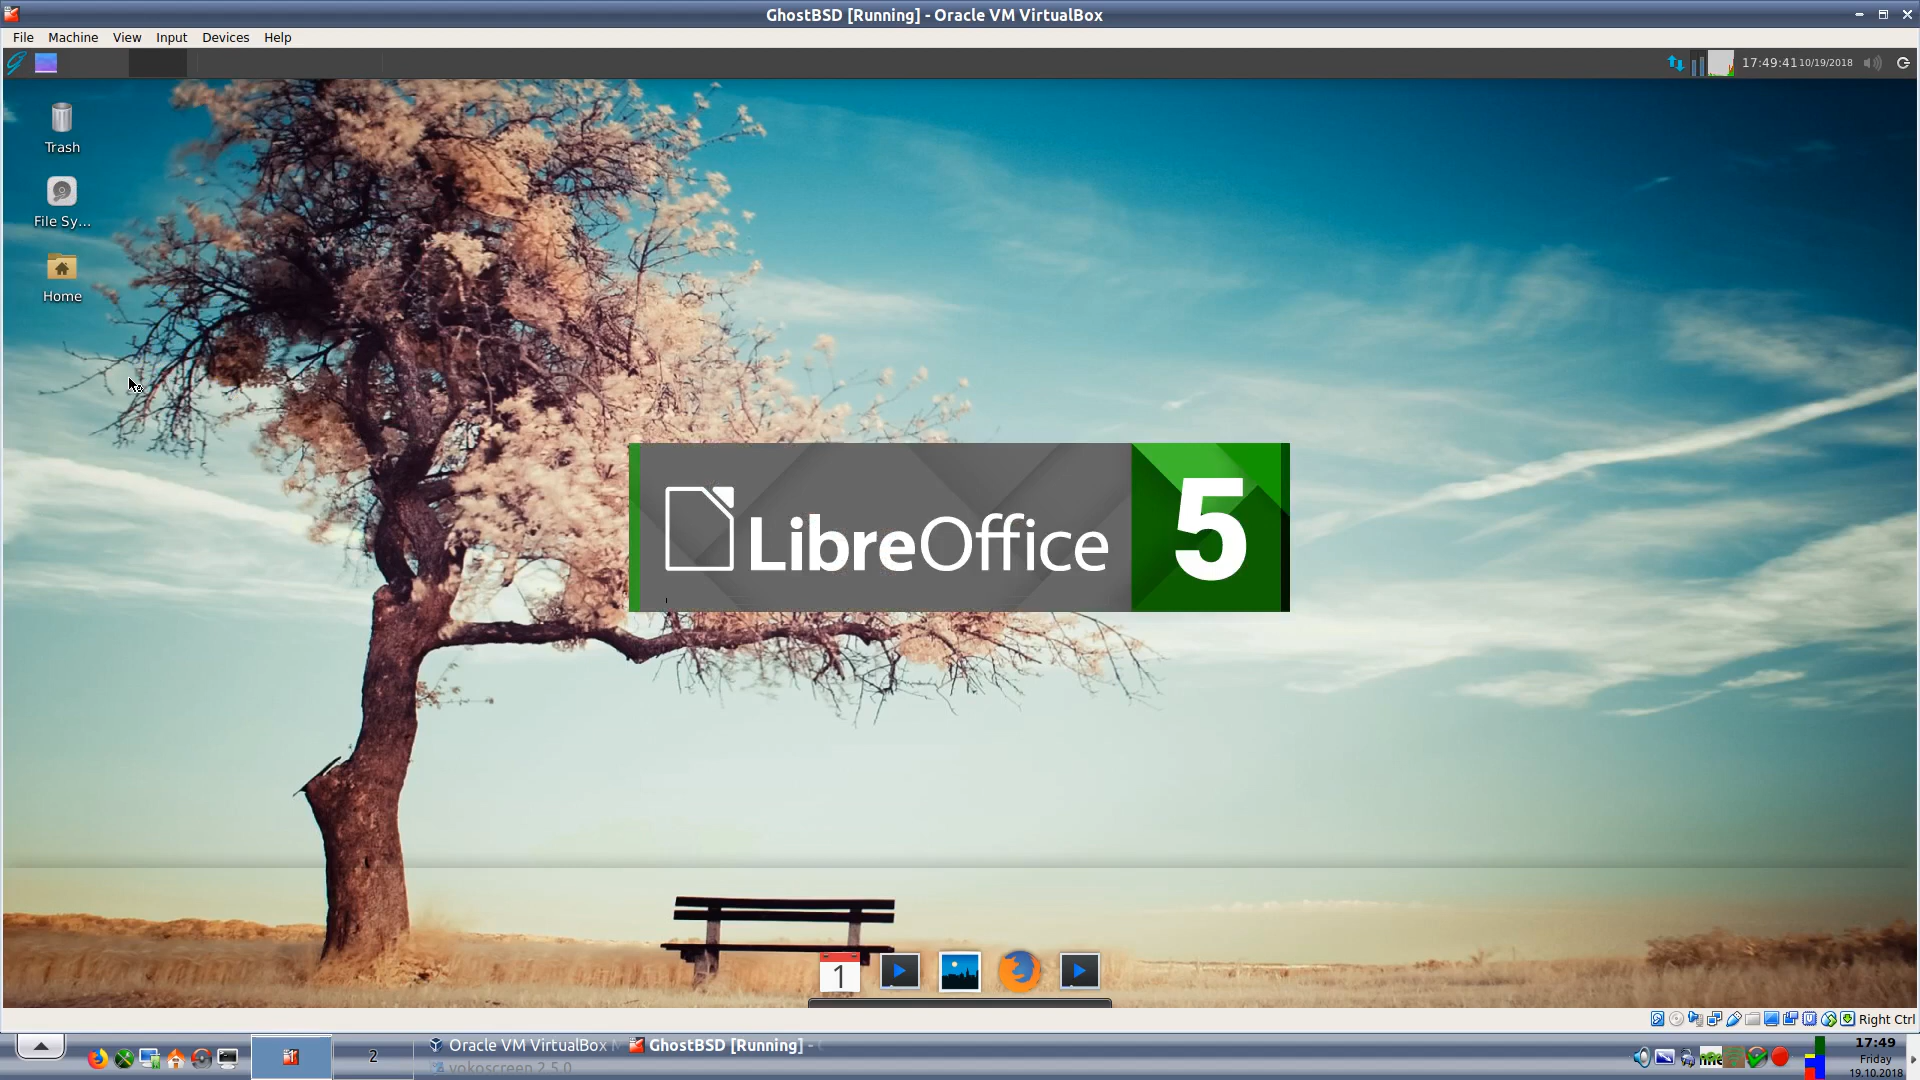 GhostBSD [Running] - Oracle VM VirtualBox
File Machine View Input Devices Help
17:49:41 10/19/2018
Trash
File Sy...
Home
LibreOffice 5
1
Right Ctrl
2
Oracle VM VirtualBox
GhostBSD [Running] -
vokoscreen 2.5.0
17:49
Friday
19.10.2018